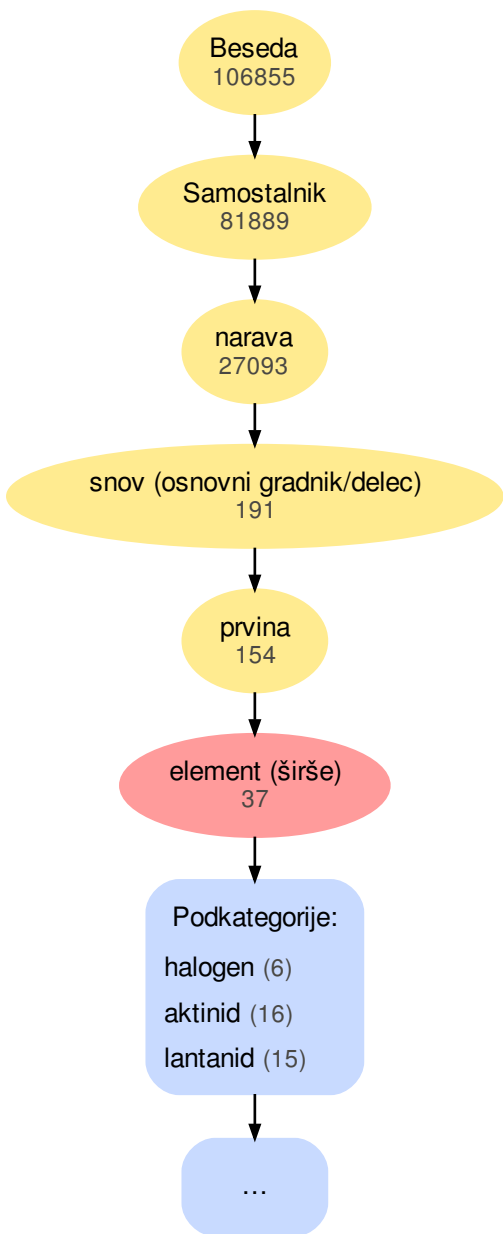 Beseda
106855
Samostalnik
81889
narava
27093
snov (osnovni gradnik/delec)
191
prvina
154
element (širše)
37
Podkategorije:
halogen (6)
aktinid (16)
lantanid (15)
...